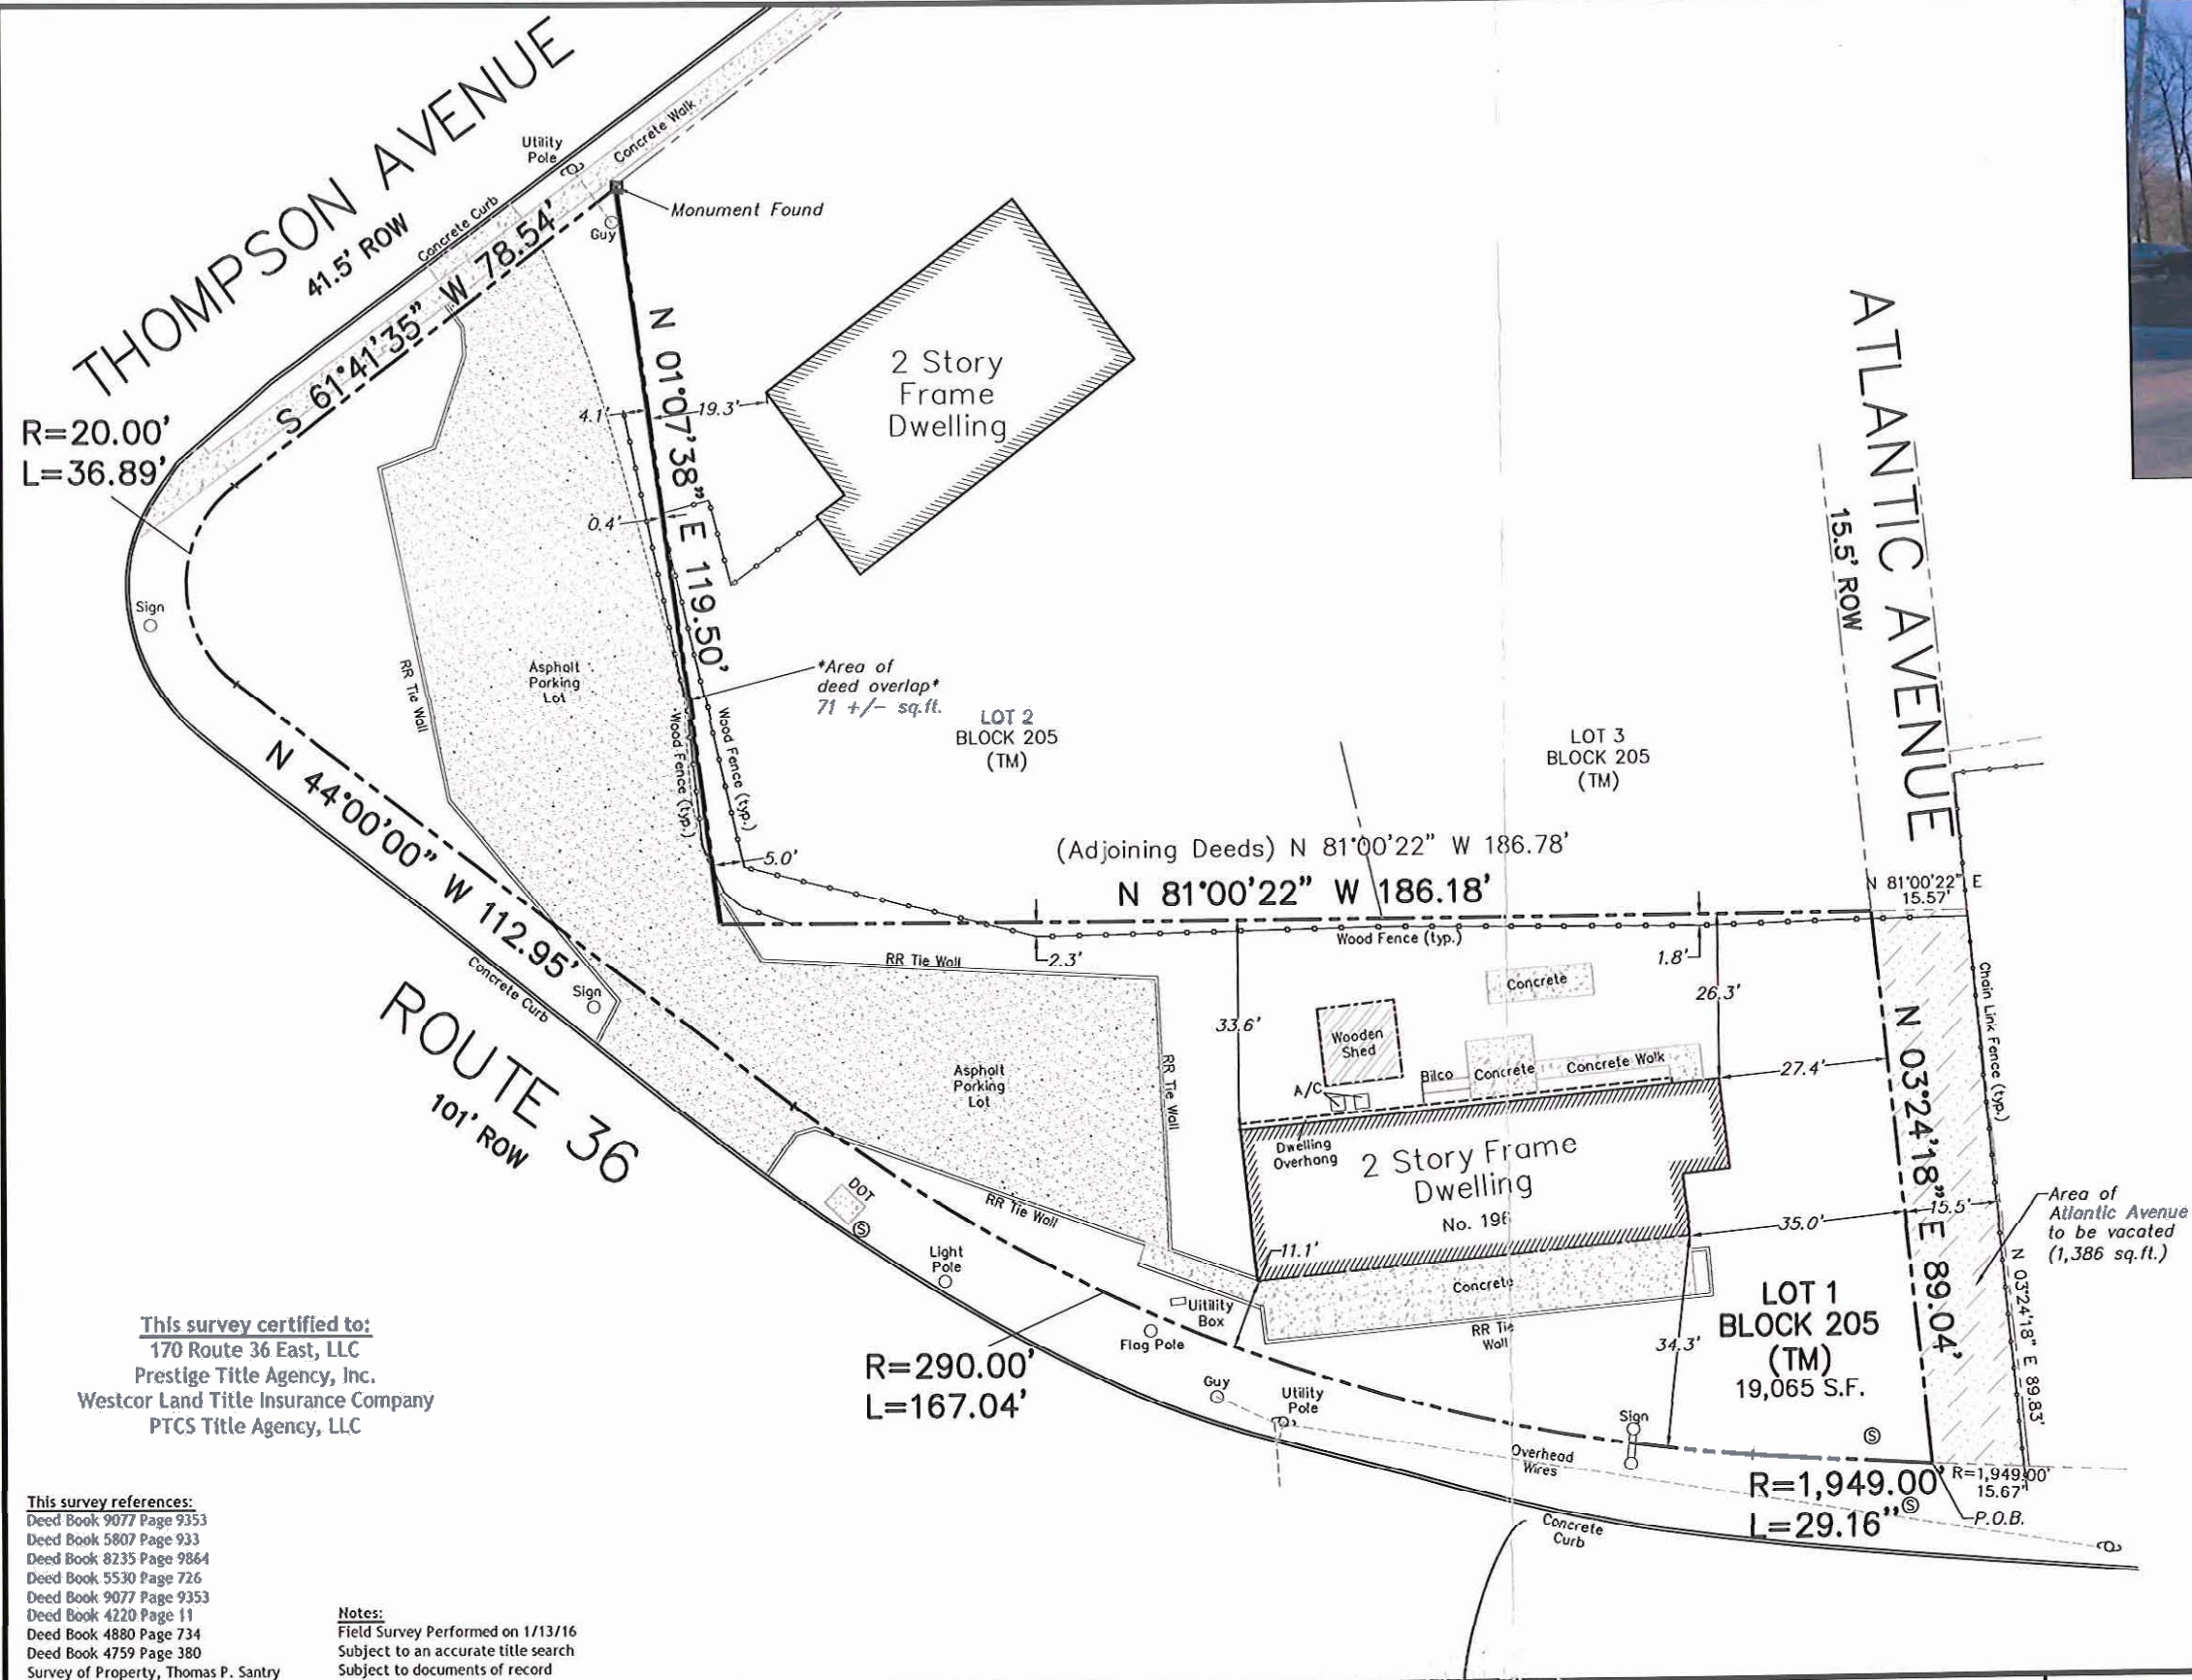 THOMPSON AVENUE
41.5' ROW
Utility
Pole
Concrete Walk
Concrete Curb
Monument Found
Guy
S 61°41'35" W 78.54'
R=20.00'
L=36.89'
Sign
N 01°07'38" E 119.50'
4.1'
19.3'
0.4'
2 Story
Frame
Dwelling
Asphalt
Parking
Lot
RR Tie Wall
*Area of
deed overlap*
71 +/- sq.ft.
Wood Fence (typ.)
Wood Fence (typ.)
5.0'
LOT 2
BLOCK 205
(TM)
LOT 3
BLOCK 205
(TM)
ATLANTIC AVENUE
15.5' ROW
(Adjoining Deeds) N 81°00'22" W 186.78'
N 81°00'22" W 186.18'
N 81°00'22" E
15.57'
N 44°00'00" W 112.95'
Concrete Curb
Sign
ROUTE 36
101' ROW
RR Tie Wall
2.3'
Wood Fence (typ.)
1.8'
26.3'
33.6'
Concrete
Wooden
Shed
A/C
Bilco
Concrete
Concrete Walk
27.4'
Chain Link Fence (typ.)
N 03°24'18" E 89.04'
Asphalt
Parking
Lot
RR Tie Wall
Dwelling
Overhang
2 Story Frame
Dwelling
No. 196
11.1'
35.0'
15.5'
Area of
Atlantic Avenue
to be vacated
(1,386 sq.ft.)
N 03°24'18" E 89.83'
DOT
S
RR Tie Wall
Light
Pole
Uitility
Box
Flag Pole
Concrete
RR Tie
Wall
34.3'
LOT 1
BLOCK 205
(TM)
19,065 S.F.
R=290.00'
L=167.04'
Guy
Utility
Pole
Sign
Overhead
Wires
S
R=1,949.00'
L=29.16"
S
R=1,949.00'
15.67'
P.O.B.
Concrete
Curb
This survey certified to:
170 Route 36 East, LLC
Prestige Title Agency, Inc.
Westcor Land Title Insurance Company
PTCS Title Agency, LLC
This survey references:
Deed Book 9077 Page 9353
Deed Book 5807 Page 933
Deed Book 8235 Page 9864
Deed Book 5530 Page 726
Deed Book 9077 Page 9353
Deed Book 4220 Page 11
Deed Book 4880 Page 734
Deed Book 4759 Page 380
Survey of Property, Thomas P. Santry
Notes:
Field Survey Performed on 1/13/16
Subject to an accurate title search
Subject to documents of record